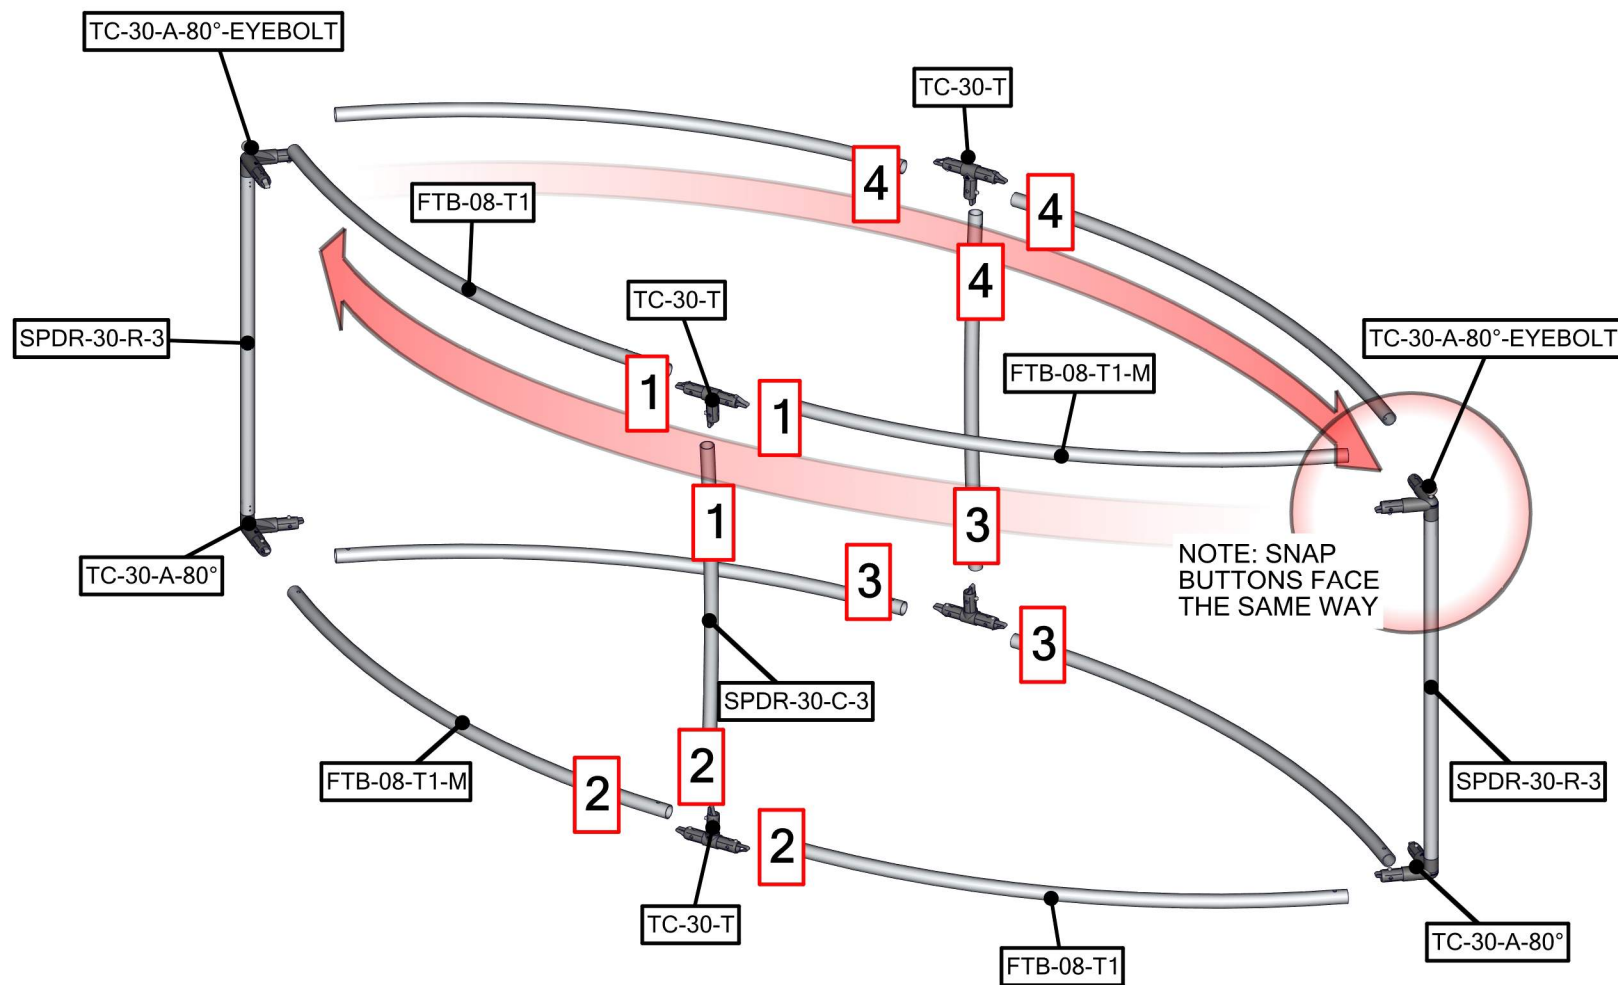 TC-30-A-80°-EYEBOLT
TC-30-T
4
4
FTB-08-T1
4
TC-30-T
SPDR-30-R-3
TC-30-A-80°-EYEBOLT
FTB-08-T1-M
1
1
1
3
NOTE: SNAP
BUTTONS FACE
THE SAME WAY
TC-30-A-80°
3
3
SPDR-30-C-3
2
FTB-08-T1-M
2
SPDR-30-R-3
2
TC-30-T
TC-30-A-80°
FTB-08-T1